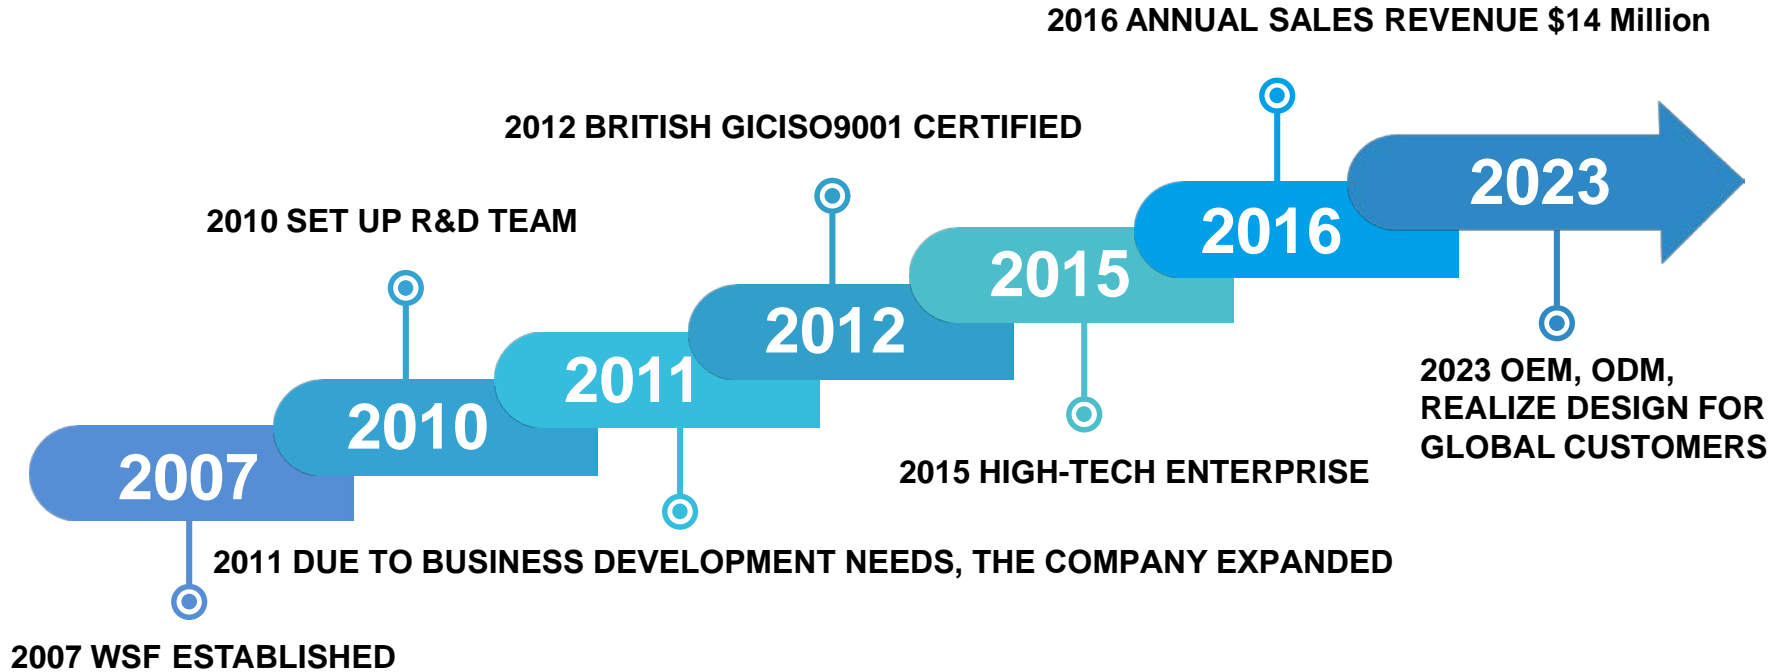 2016 ANNUAL SALES REVENUE $14 Million
2012 BRITISH GICISO9001 CERTIFIED
2023
2010 SET UP R&D TEAM
2016
2015
2012
2011
2023 OEM, ODM,
REALIZE DESIGN FOR
GLOBAL CUSTOMERS
2010
2007
2015 HIGH-TECH ENTERPRISE
2011 DUE TO BUSINESS DEVELOPMENT NEEDS, THE COMPANY EXPANDED
2007 WSF ESTABLISHED